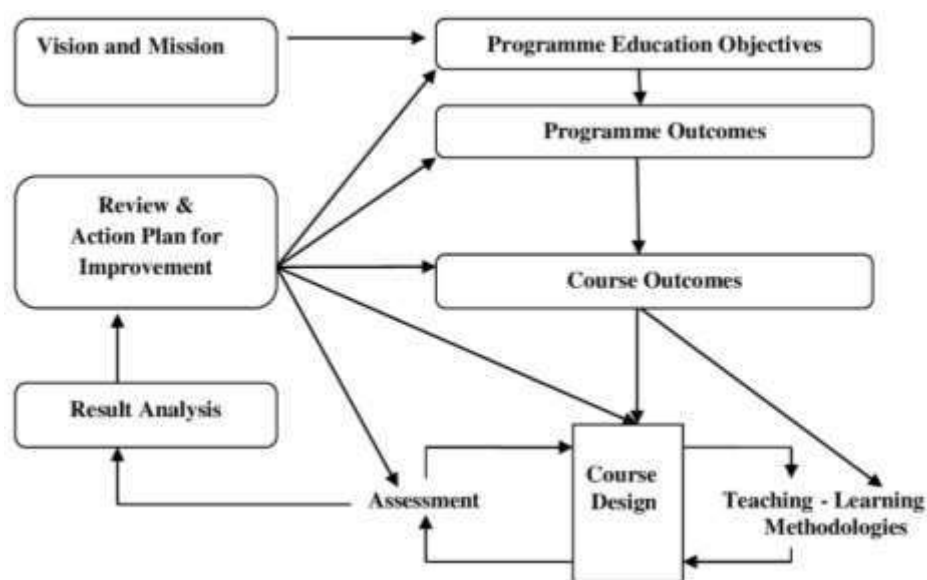 Vision and Mission
Programme Education Objectives
Programme Outcomes
Review &
Action Plan for
Improvement
Course Outcomes
Result Analysis
Assessment
Course
Design
Teaching - Learning
Methodologies